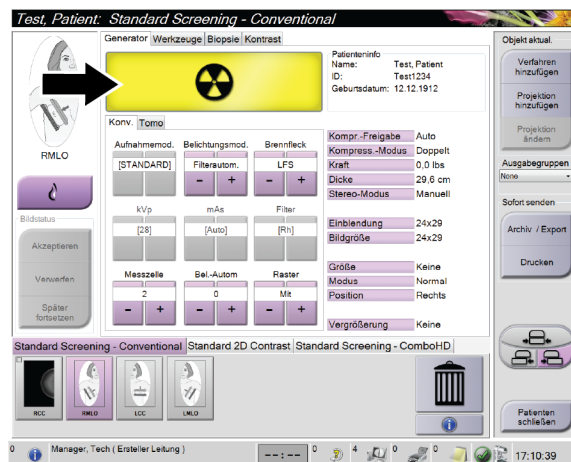 Test, Patient: Standard Screening - Conventional
Generator Werkzeuge Biopsie Kontrast
Patienteninfo
Name: Test, Patient
ID: Test1234
Geburtsdatum: 12.12.1912
RMLO
Bildstatus
Akzeptieren
Verwerfen
Später
fortsetzen
Konv. Tomo
Aufnahmemod. Belichtungsmod. Brennfleck
[STANDARD] Filterautom. LFS
- + - +
kVp mAs Filter
[28] [Auto] [Rh]
Messzelle Bel.-Autom Raster
2 0 Mit
- + - + - +
Kompr.-Freigabe Auto
Kompress.-Modus Doppelt
Kraft 0,0 lbs
Dicke 29,6 cm
Stereo-Modus Manuell
Einblendung 24x29
Bildgröße 24x29
Größe Keine
Modus Normal
Position Rechts
Vergrößerung Keine
Objekt aktual.
Verfahren
hinzufügen
Projektion
hinzufügen
Projektion
ändern
Ausgabegruppen
None
Sofort senden
Archiv / Export
Drucken
Patienten
schließen
Standard Screening - Conventional Standard 2D Contrast Standard Screening - ComboHD
RCC RMLO LCC LMLO
0 Manager, Tech ( Ersteller Leitung ) --:-- 0 4 0 0 17:10:39